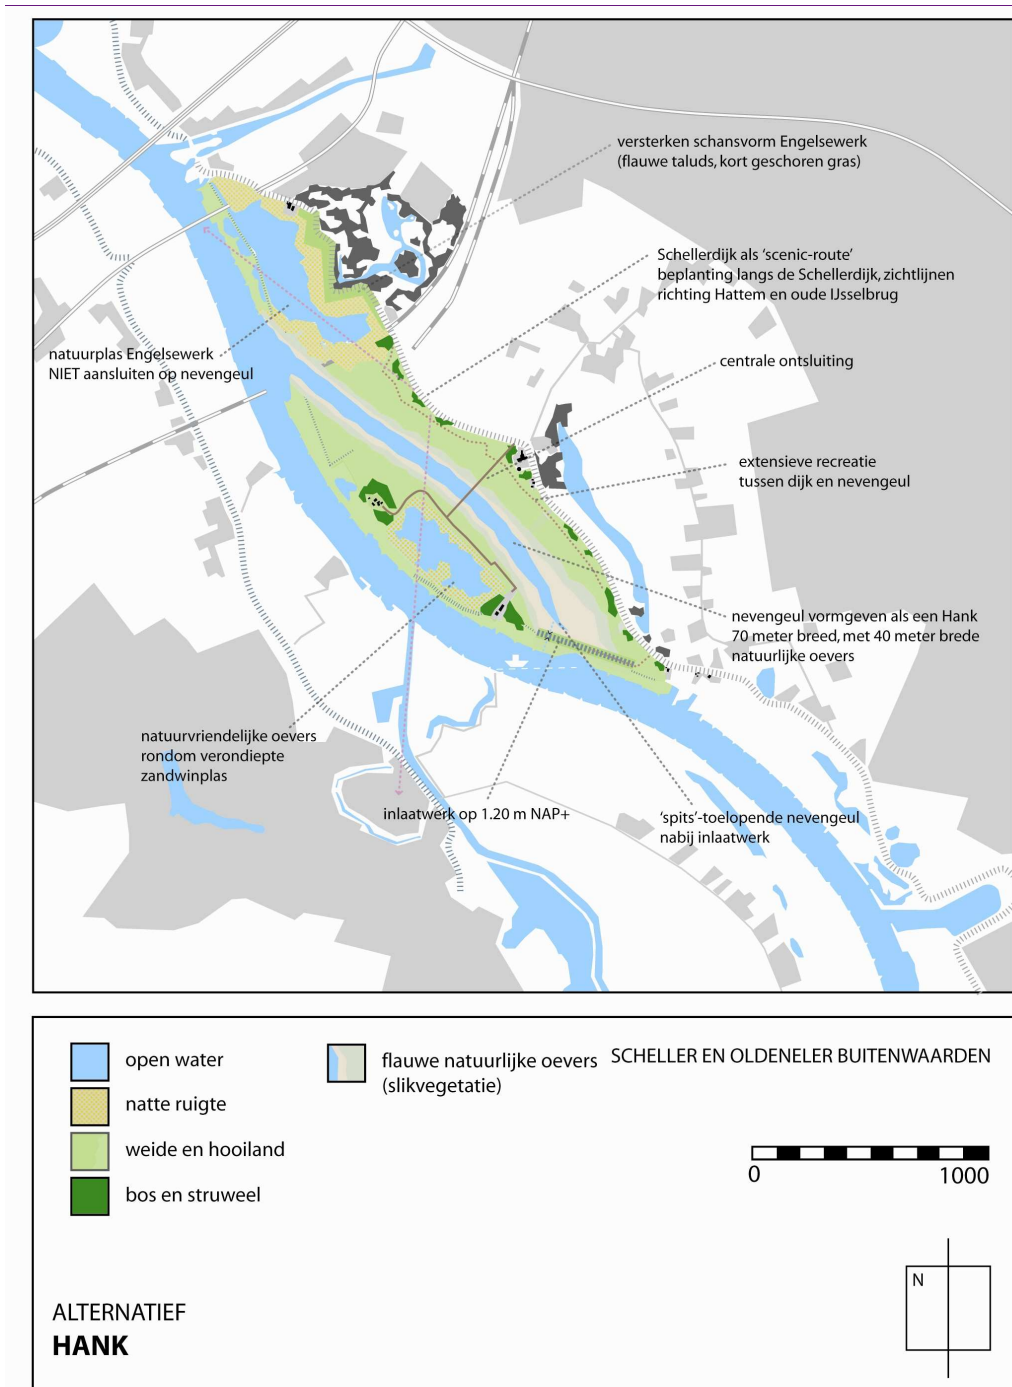 versterken schansvorm Engelsewerk
(flauwe taluds, kort geschoren gras)
Schellerdijk als ‘scenic-route’
beplanting langs de Schellerdijk, zichtlijnen
richting Hattem en oude IJsselbrug
natuurplas Engelsewerk
NIET aansluiten op nevengeul
centrale ontsluiting
extensieve recreatie
tussen dijk en nevengeul
nevengeul vormgeven als een Hank
70 meter breed, met 40 meter brede
natuurlijke oevers
natuurvriendelijke oevers
rondom verondiepte
zandwinplas
inlaatwerk op 1.20 m NAP+
‘spits’-toelopende nevengeul
nabij inlaatwerk
open water
natte ruigte
weide en hooiland
bos en struweel
flauwe natuurlijke oevers
(slikvegetatie)
SCHELLER EN OLDENELER BUITENWAARDEN
0 1000
N
ALTERNATIEF
HANK